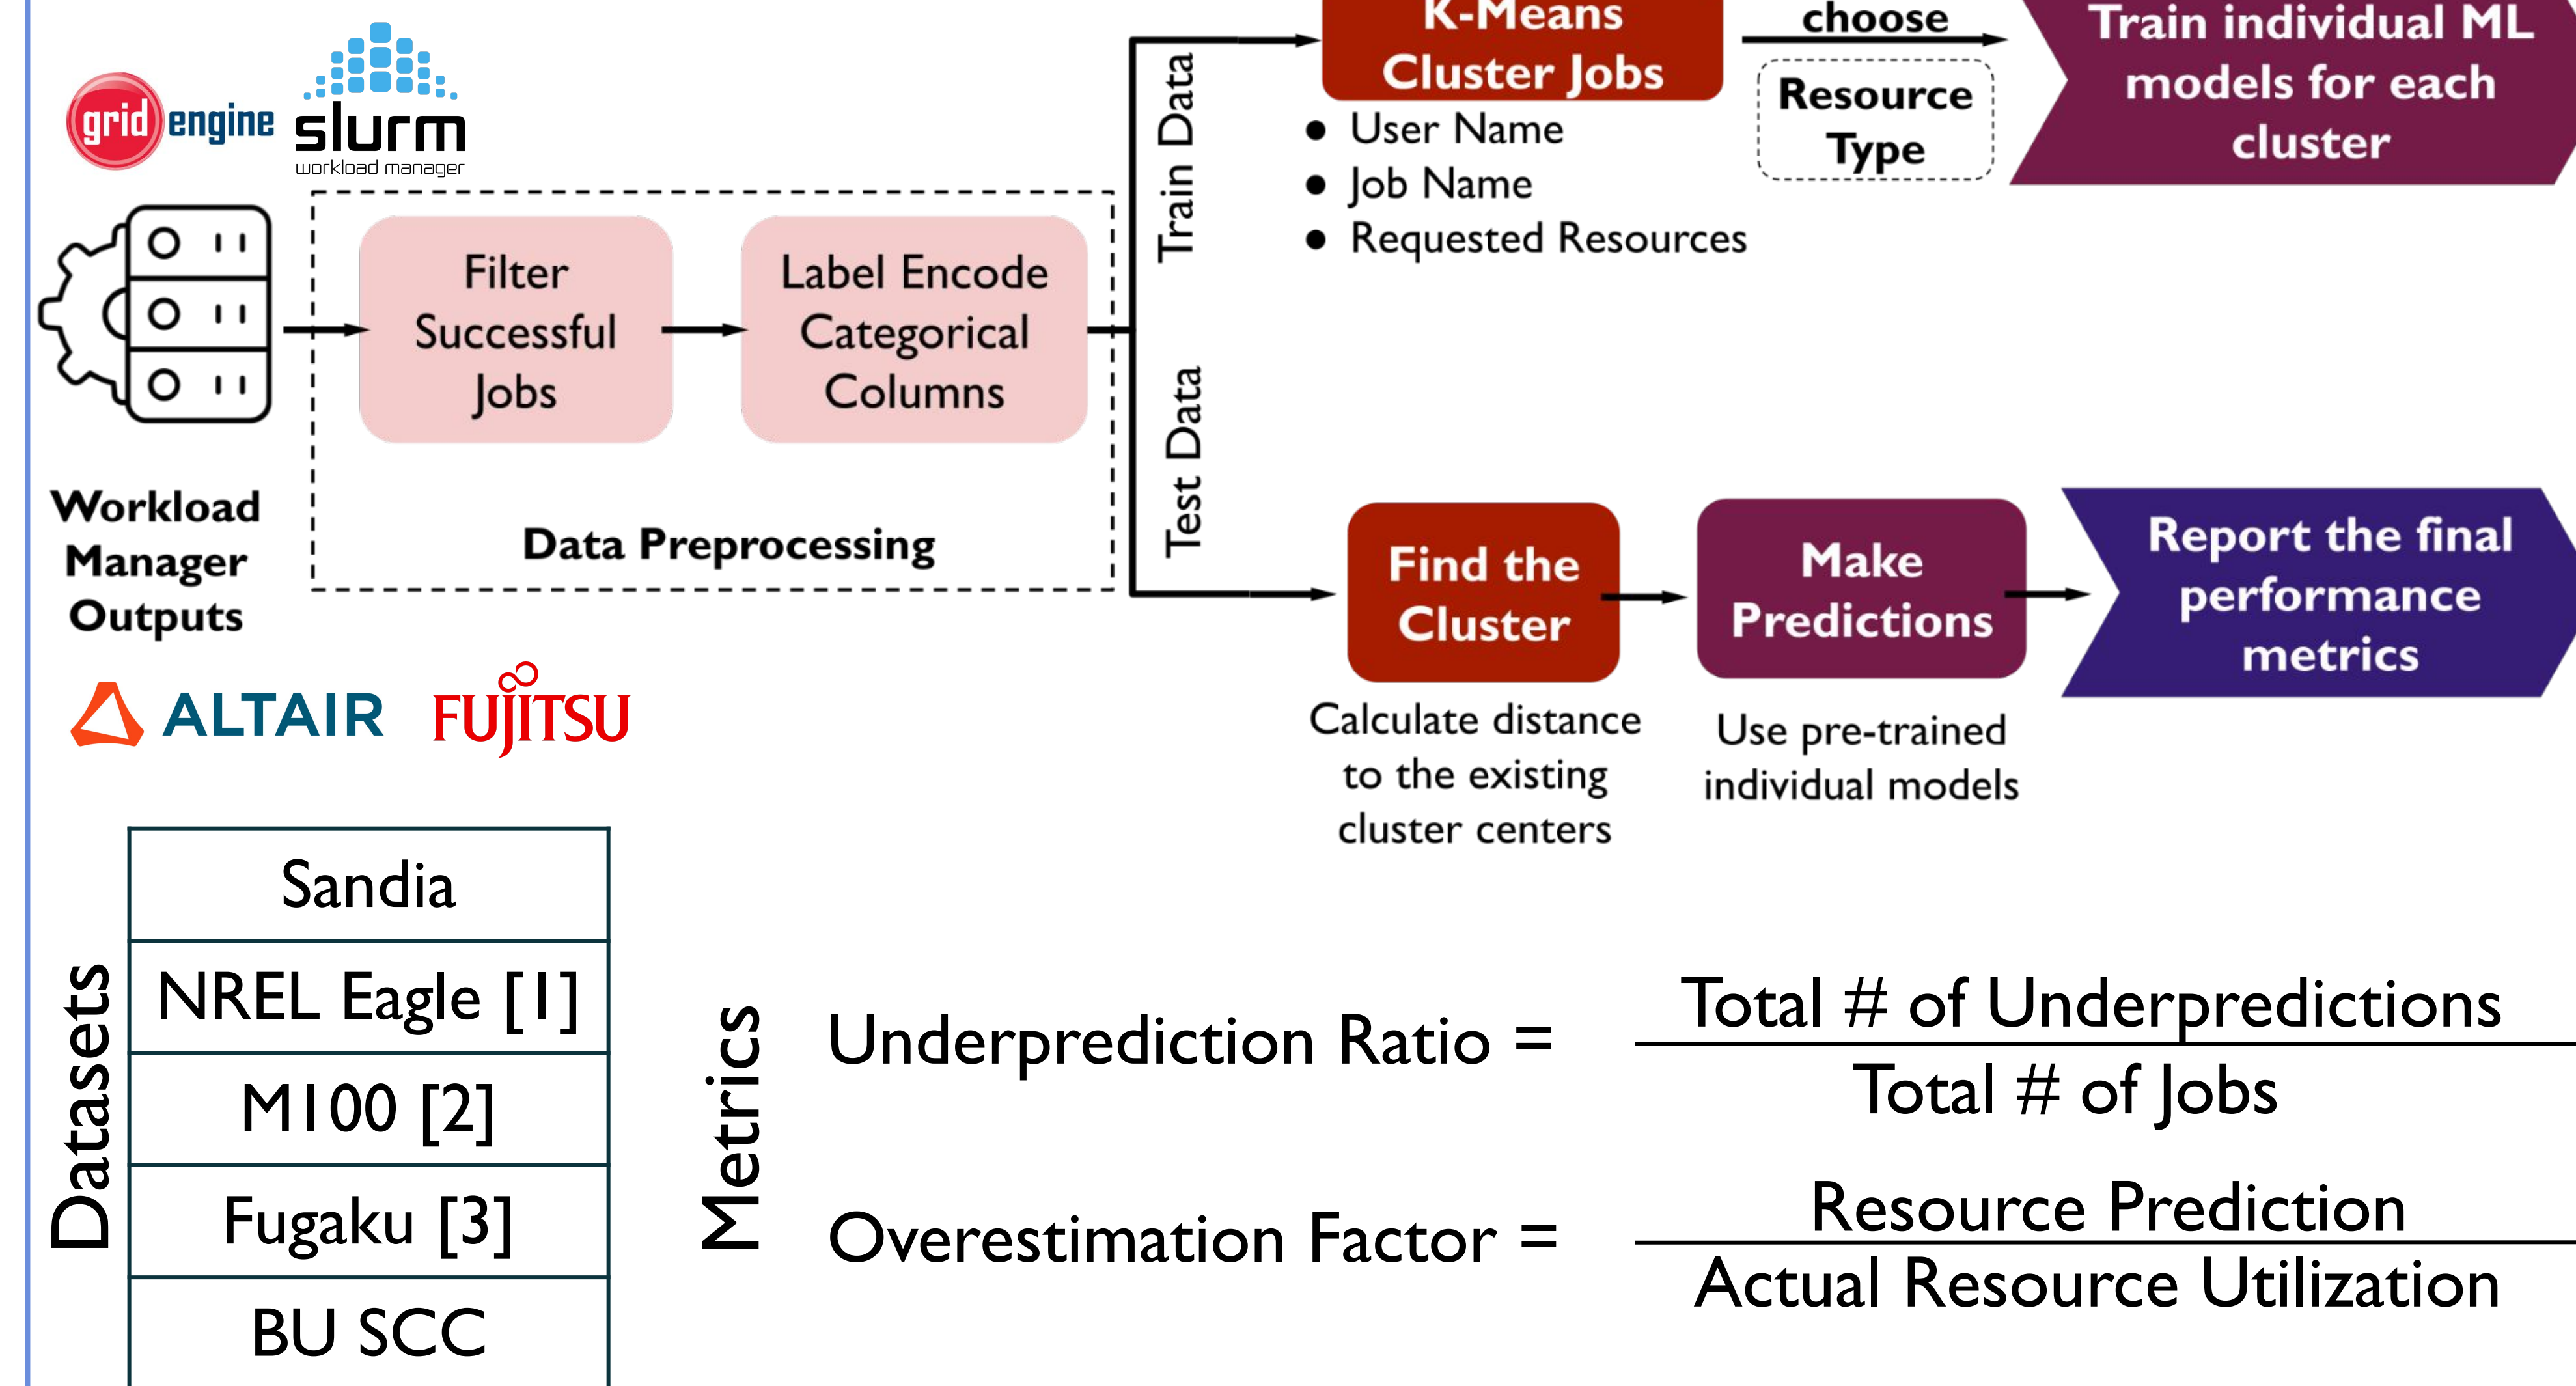 grid engine
slurm
workload manager
Workload
Manager
Outputs
ALTAIR
FUJITSU
Filter
Successful
Jobs
Label Encode
Categorical
Columns
Data Preprocessing
Train Data
Test Data
K-Means
Cluster Jobs
● User Name
● Job Name
● Requested Resources
choose
Resource
Type
Train individual ML
models for each
cluster
Find the
Cluster
Calculate distance
to the existing
cluster centers
Make
Predictions
Use pre-trained
individual models
Report the final
performance
metrics
Datasets
Sandia
NREL Eagle [1]
M100 [2]
Fugaku [3]
BU SCC
Metrics
Underprediction Ratio =
Total # of Underpredictions
Total # of Jobs
Overestimation Factor =
Resource Prediction
Actual Resource Utilization